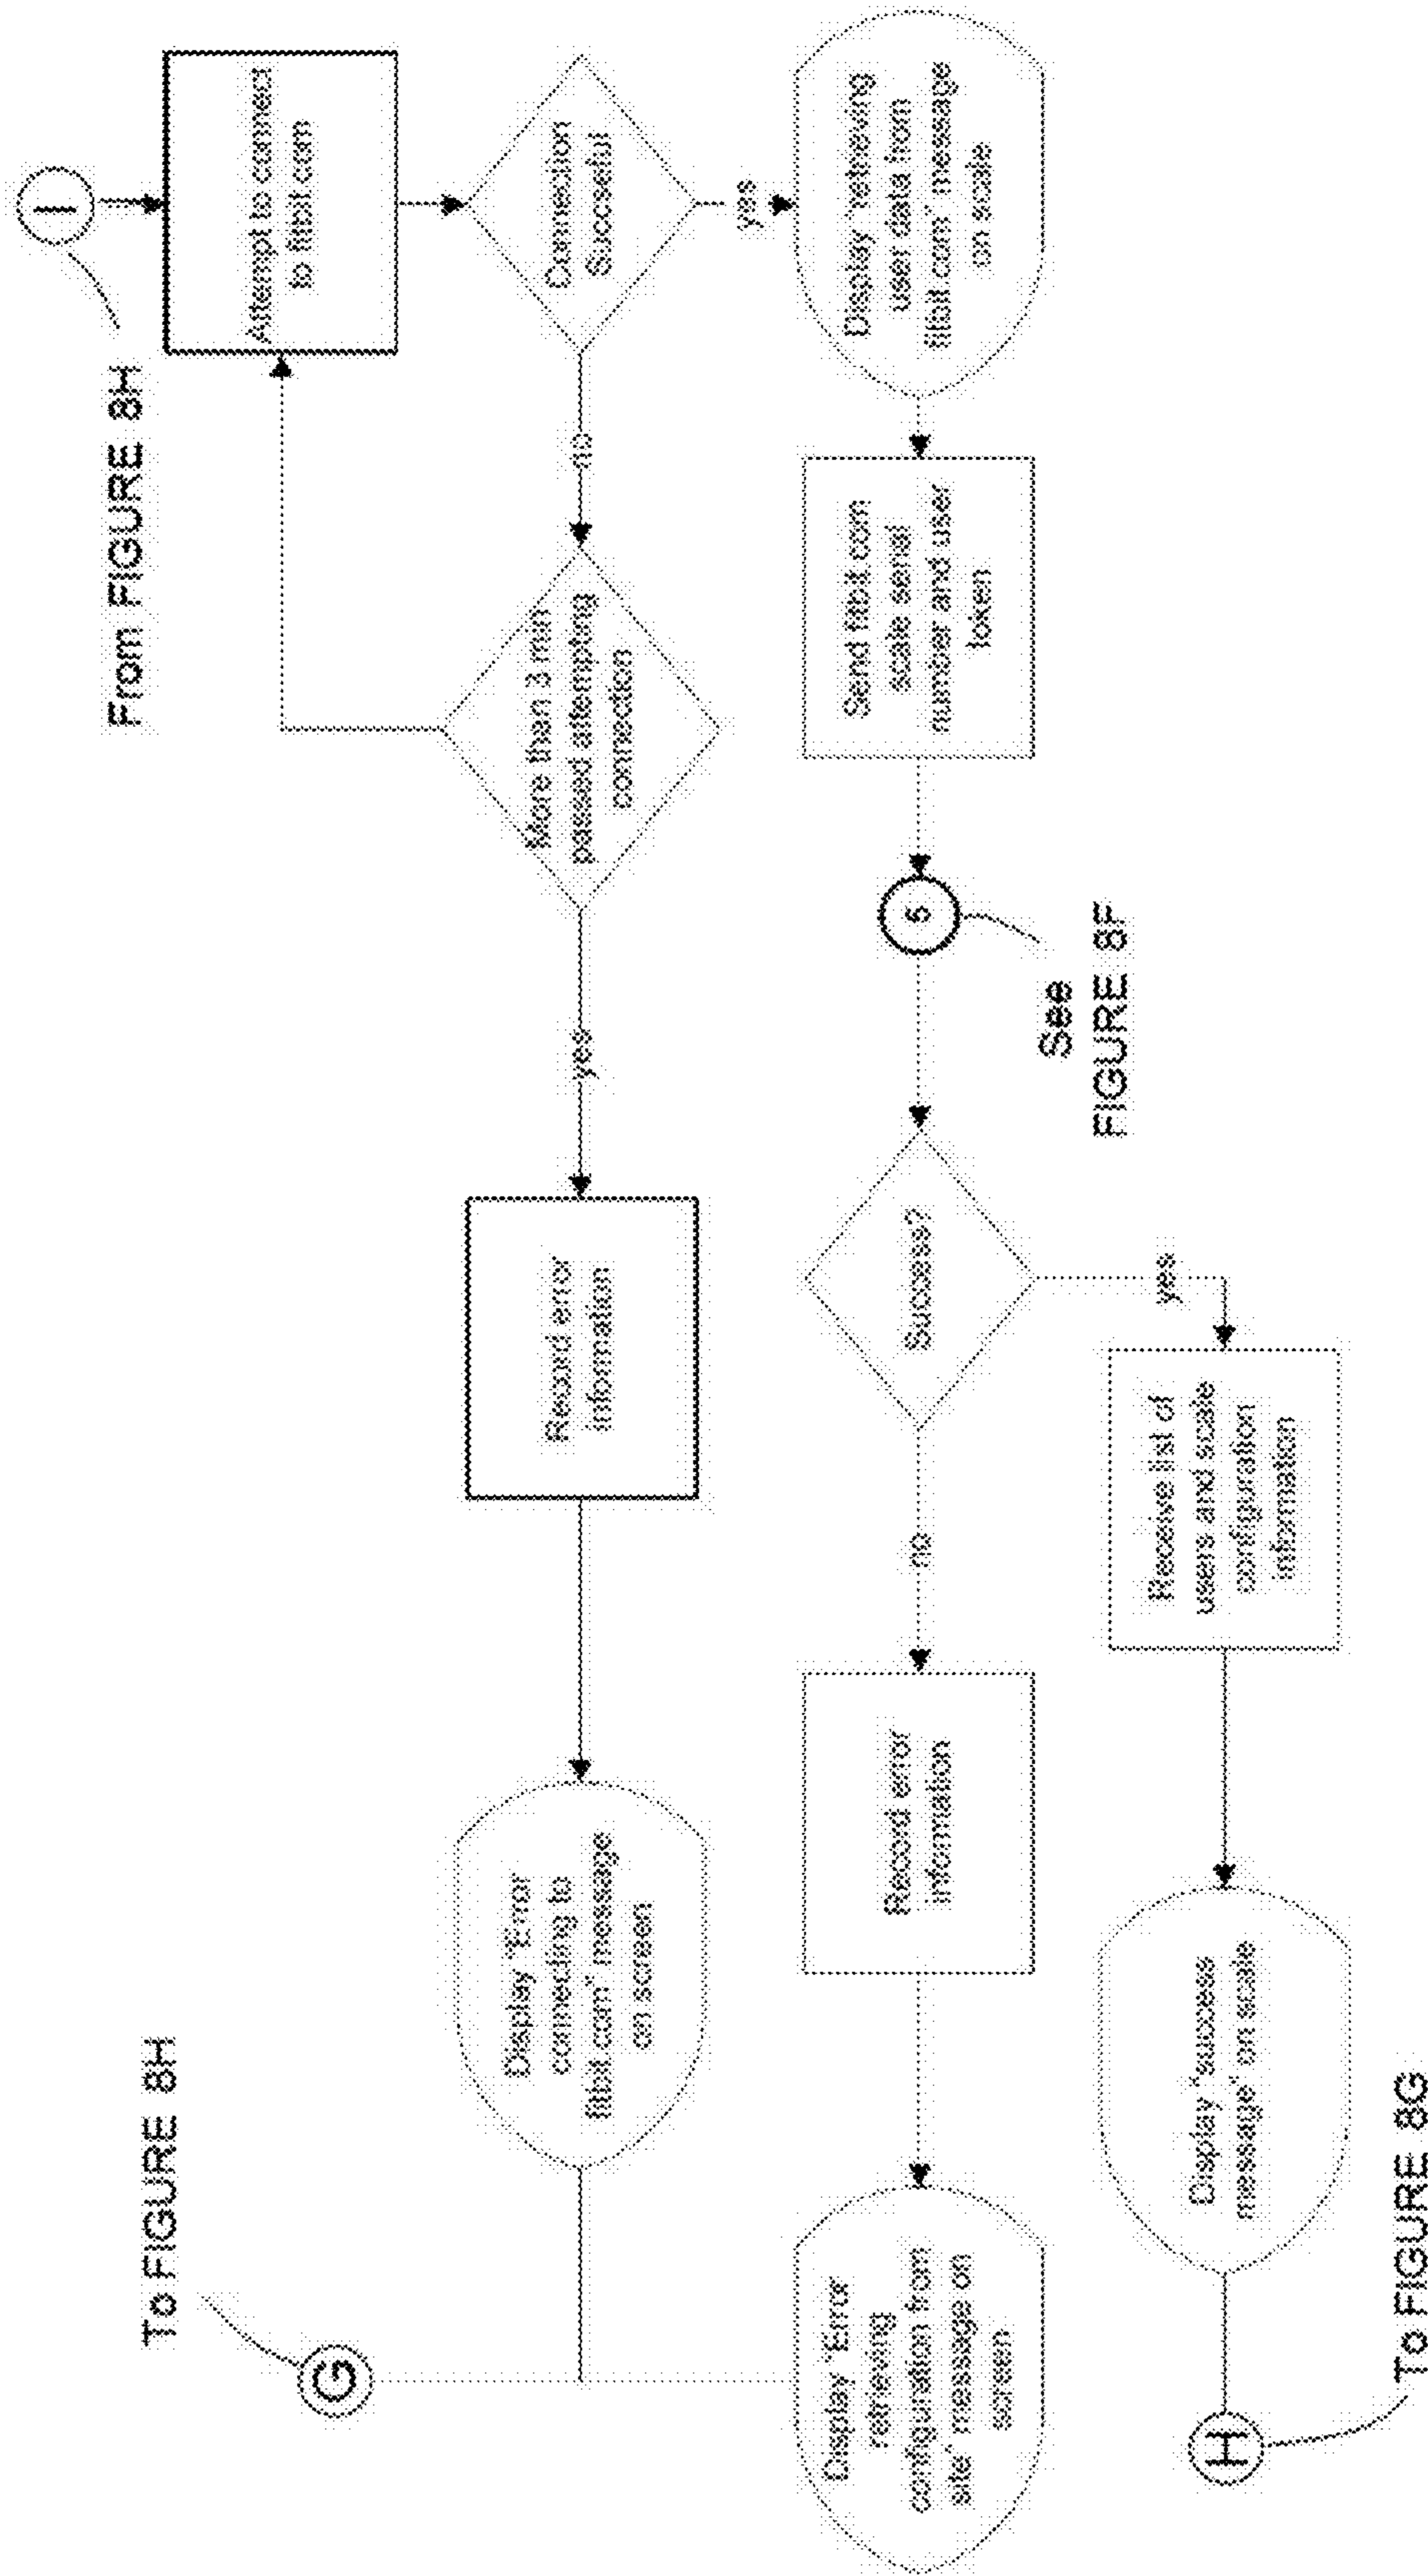 From FIGURE 8H
I
Attempt to connect
to fitbit.com
Connection
Successful
no
yes
More than 3 min
passed attempting
connection
yes
Record error
information
Display "Error
connecting to
fitbit.com" message
on screen
G
To FIGURE 8H
Display 'retrieving
user data from
fitbit.com' message
on scale
Send fitbit.com
scale serial
number and user
token
5
See
FIGURE 8F
Success?
no
yes
Record error
information
Display 'Error
retrieving
configuration from
site' message on
screen
Receive list of
users and scale
configuration
information
Display 'success
message' on scale
H
To FIGURE 8G